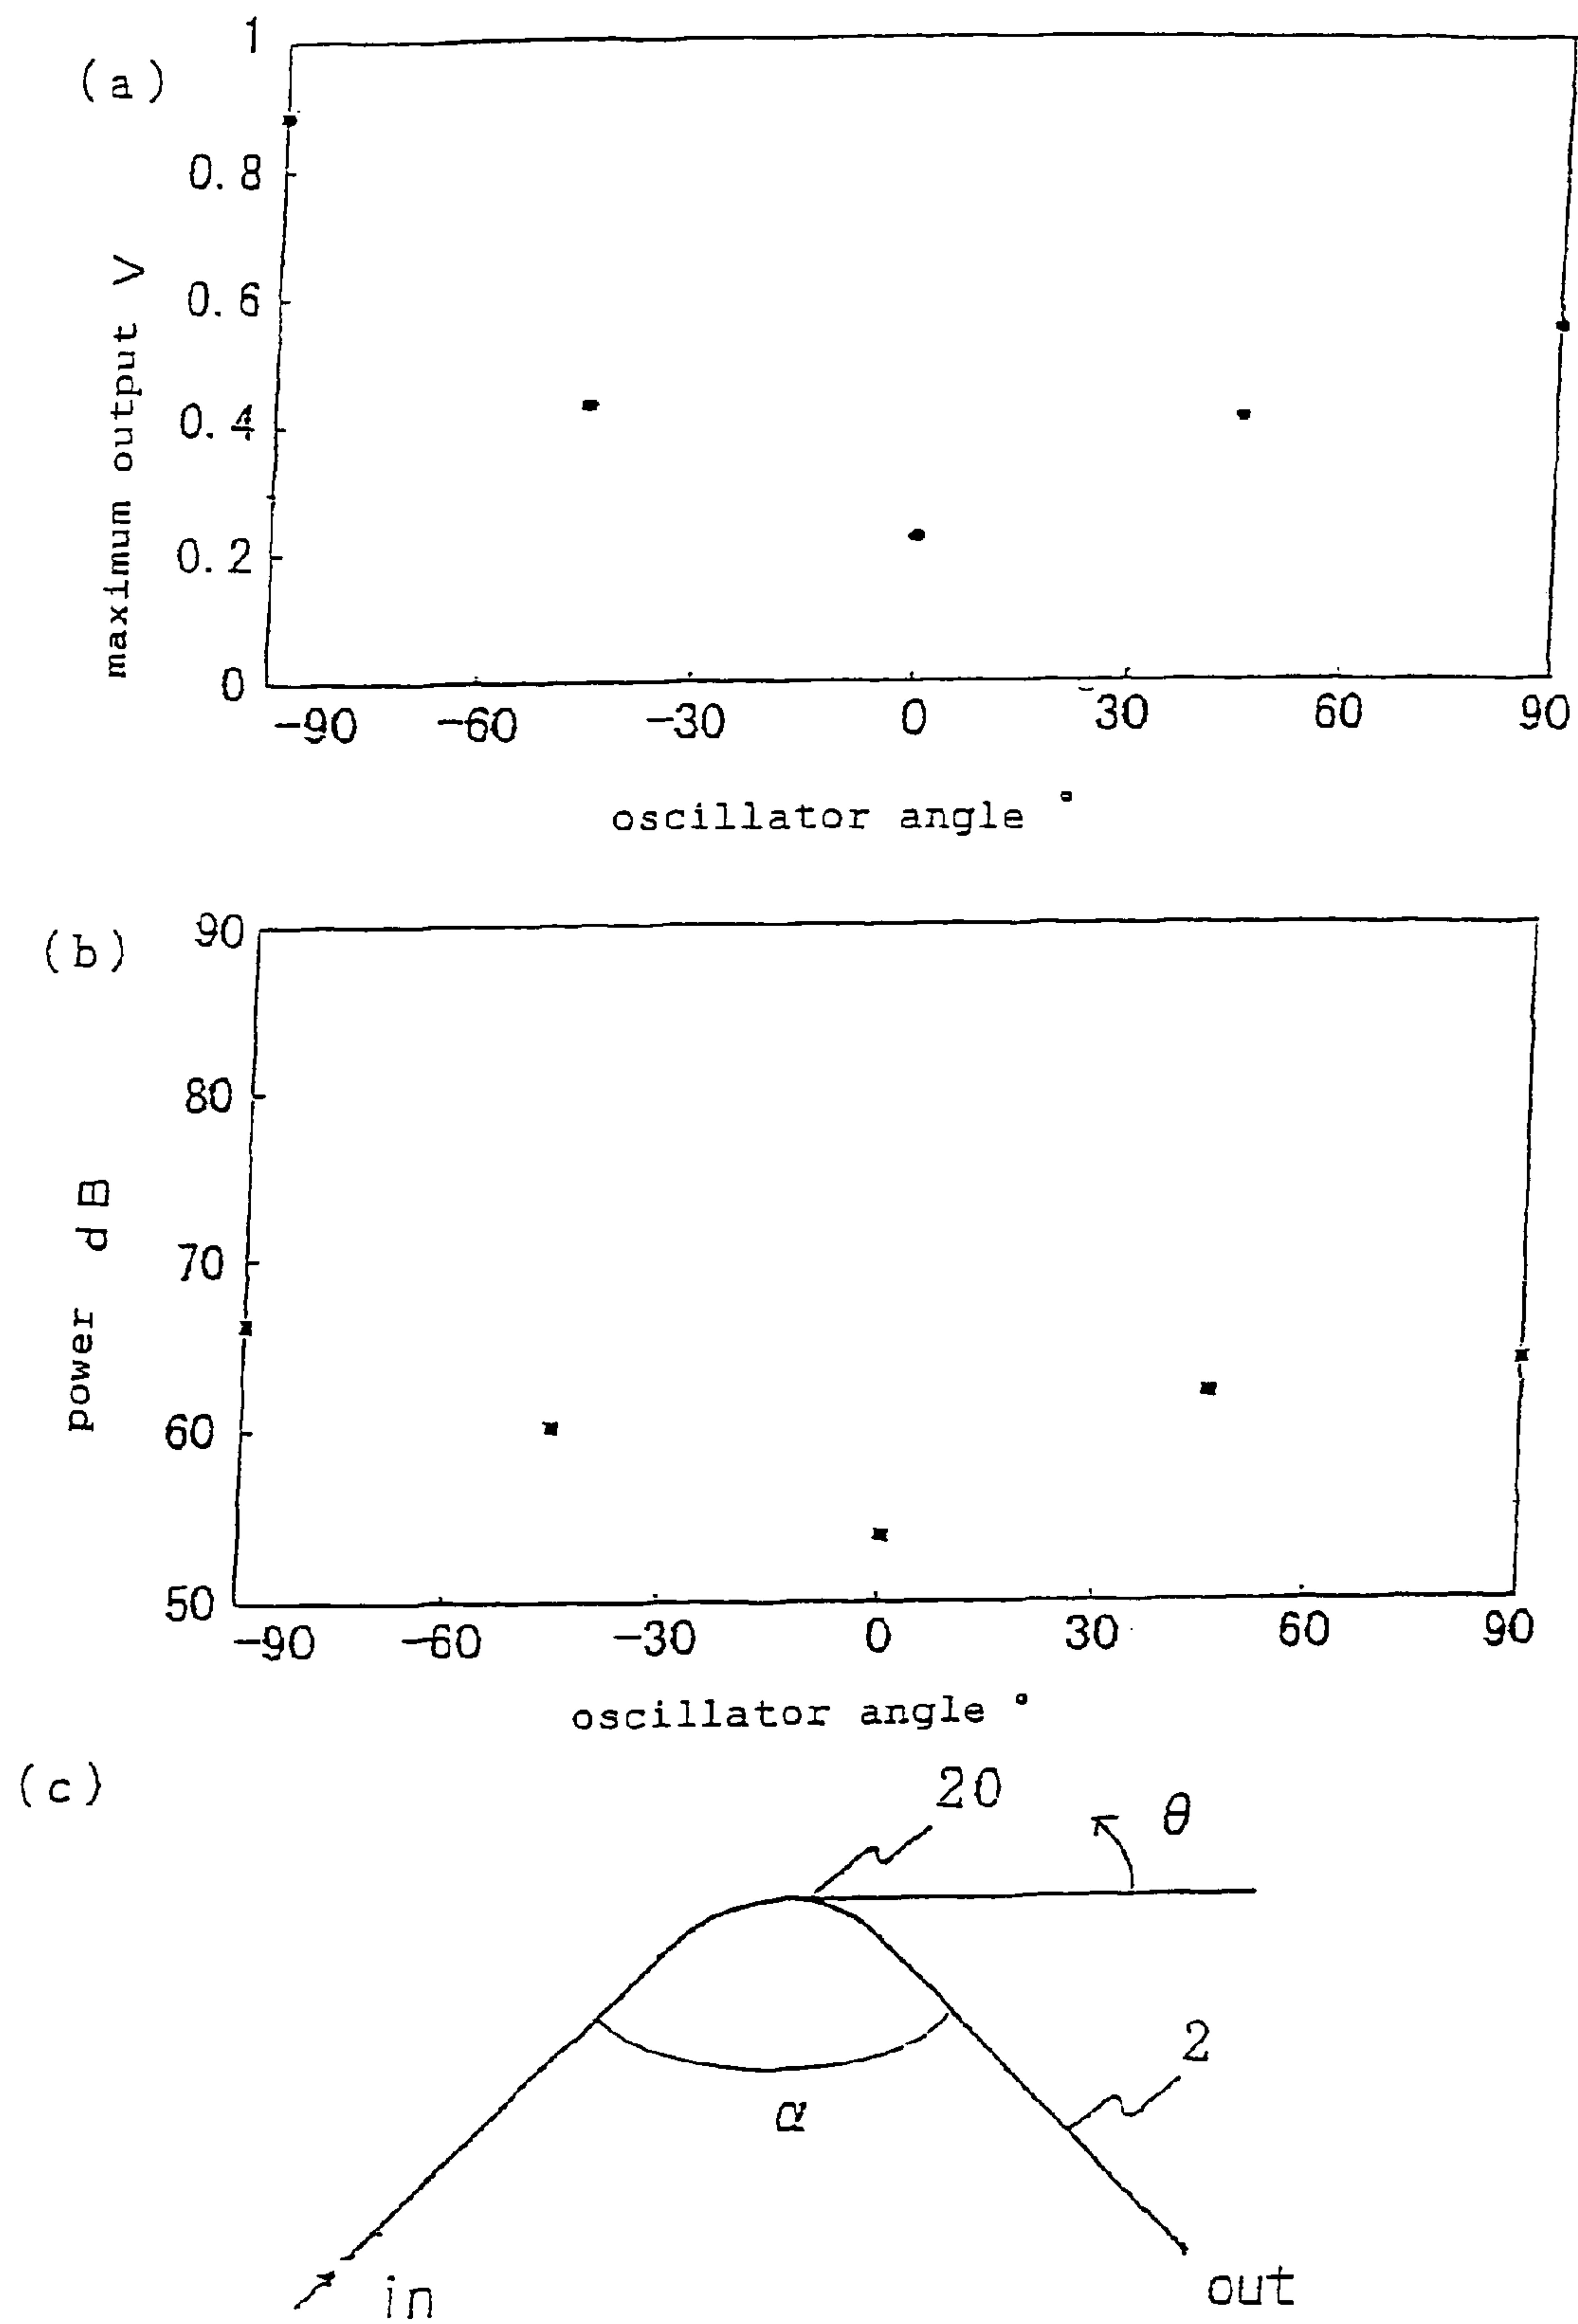 (a)
1
0.8
0.6
0.4
0.2
0
maximum output V
-90 -60 -30 0 30 60 90
oscillator angle °
(b)
90
80
70
60
50
power dB
-90 -60 -30 0 30 60 90
oscillator angle °
(c)
20
θ
2
α
in
out